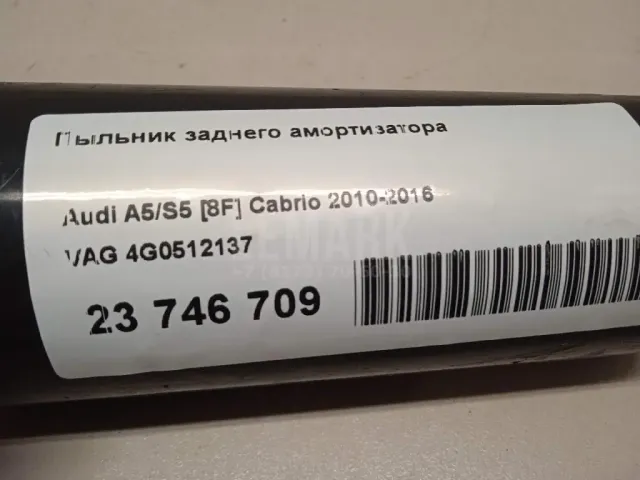 Пыльник заднего амортизатора
Audi A5/S5 [8F] Cabrio 2010-2016
VAG 4G0512137
23 746 709